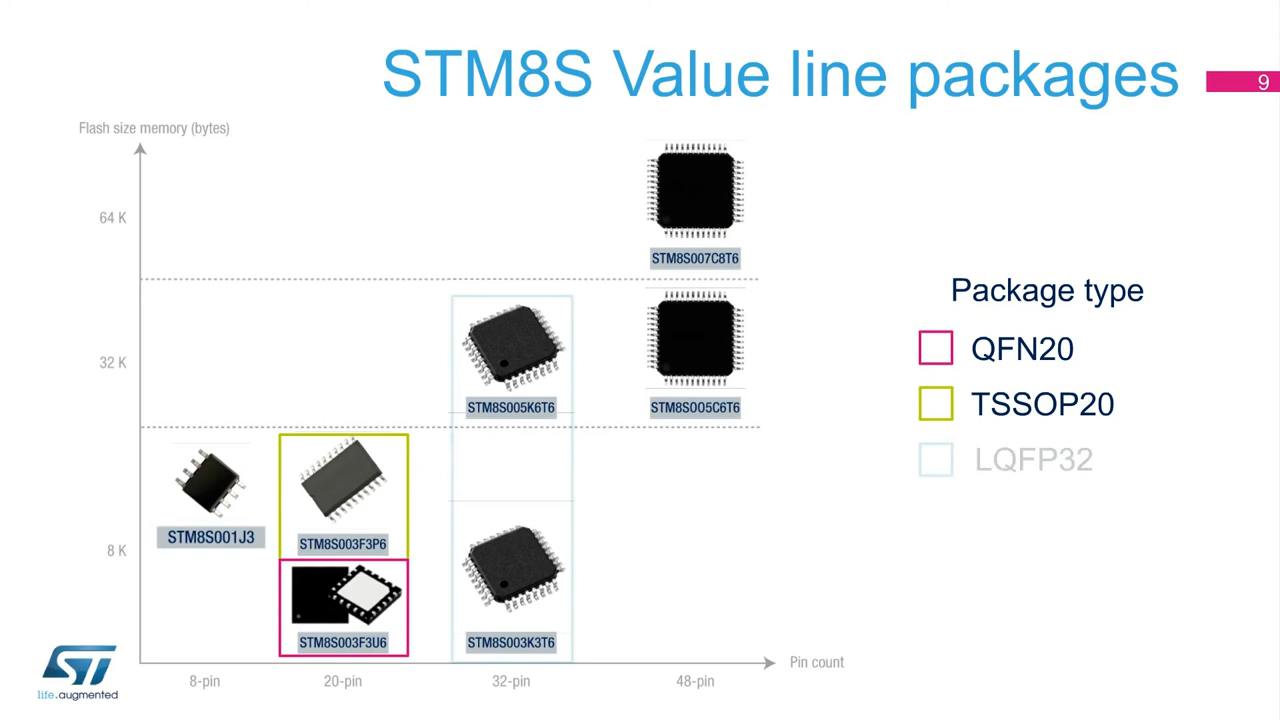 STM8S Value line packages
9
Flash size memory (bytes)
64 K
STM8S007C8T6
Package type
QFN20
32 K
STM8S005K6T6
STM8S005C6T6
TSSOP20
LQFP32
STM8S001J3
STM8S003F3P6
8 K
STM8S003F3U6
STM8S003K3T6
Pin count
8-pin
20-pin
32-pin
48-pin
ST
life.augmented